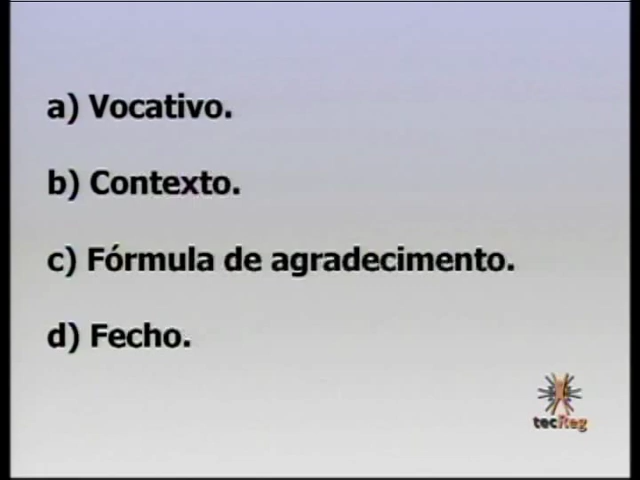 a) Vocativo.
b) Contexto.
c) Fórmula de agradecimento.
d) Fecho.
tecReg